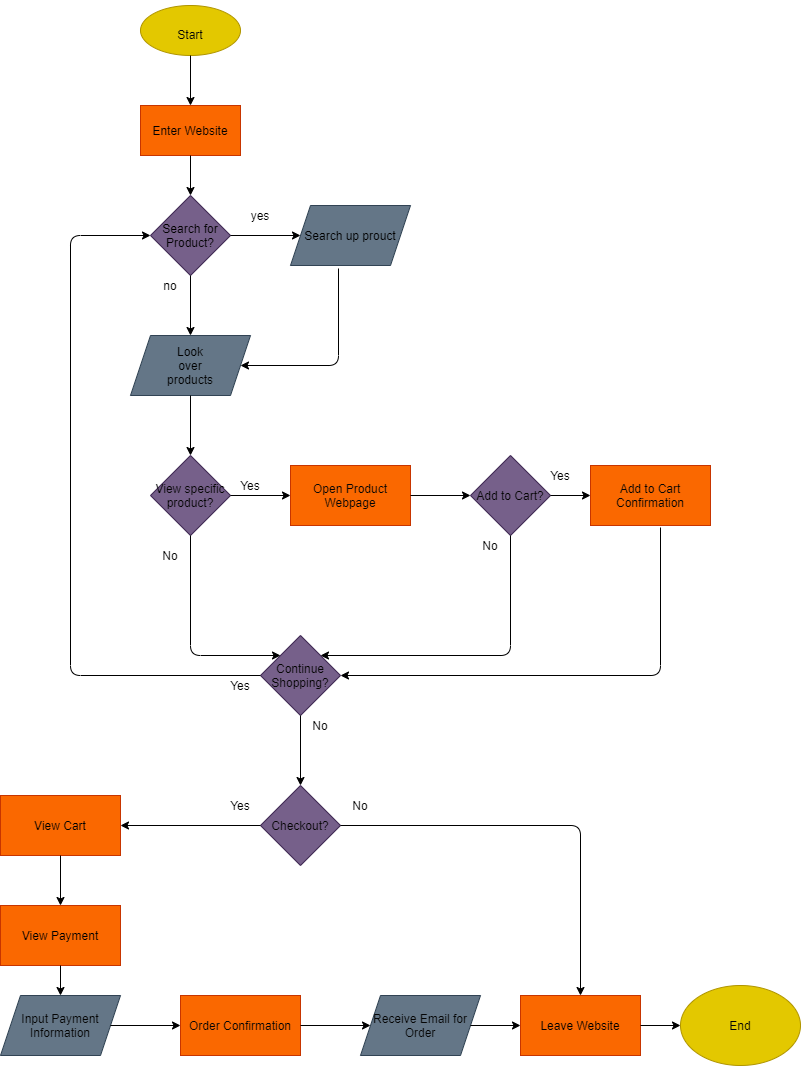 Start
Enter Website
Search for
Product?
yes
Search up prouct
no
Look
over
products
View specific
product?
Yes
Open Product
Webpage
Add to Cart?
Yes
Add to Cart
Confirmation
No
No
Continue
Shopping?
Yes
No
Checkout?
Yes
No
View Cart
View Payment
Input Payment
Information
Order Confirmation
Receive Email for
Order
Leave Website
End